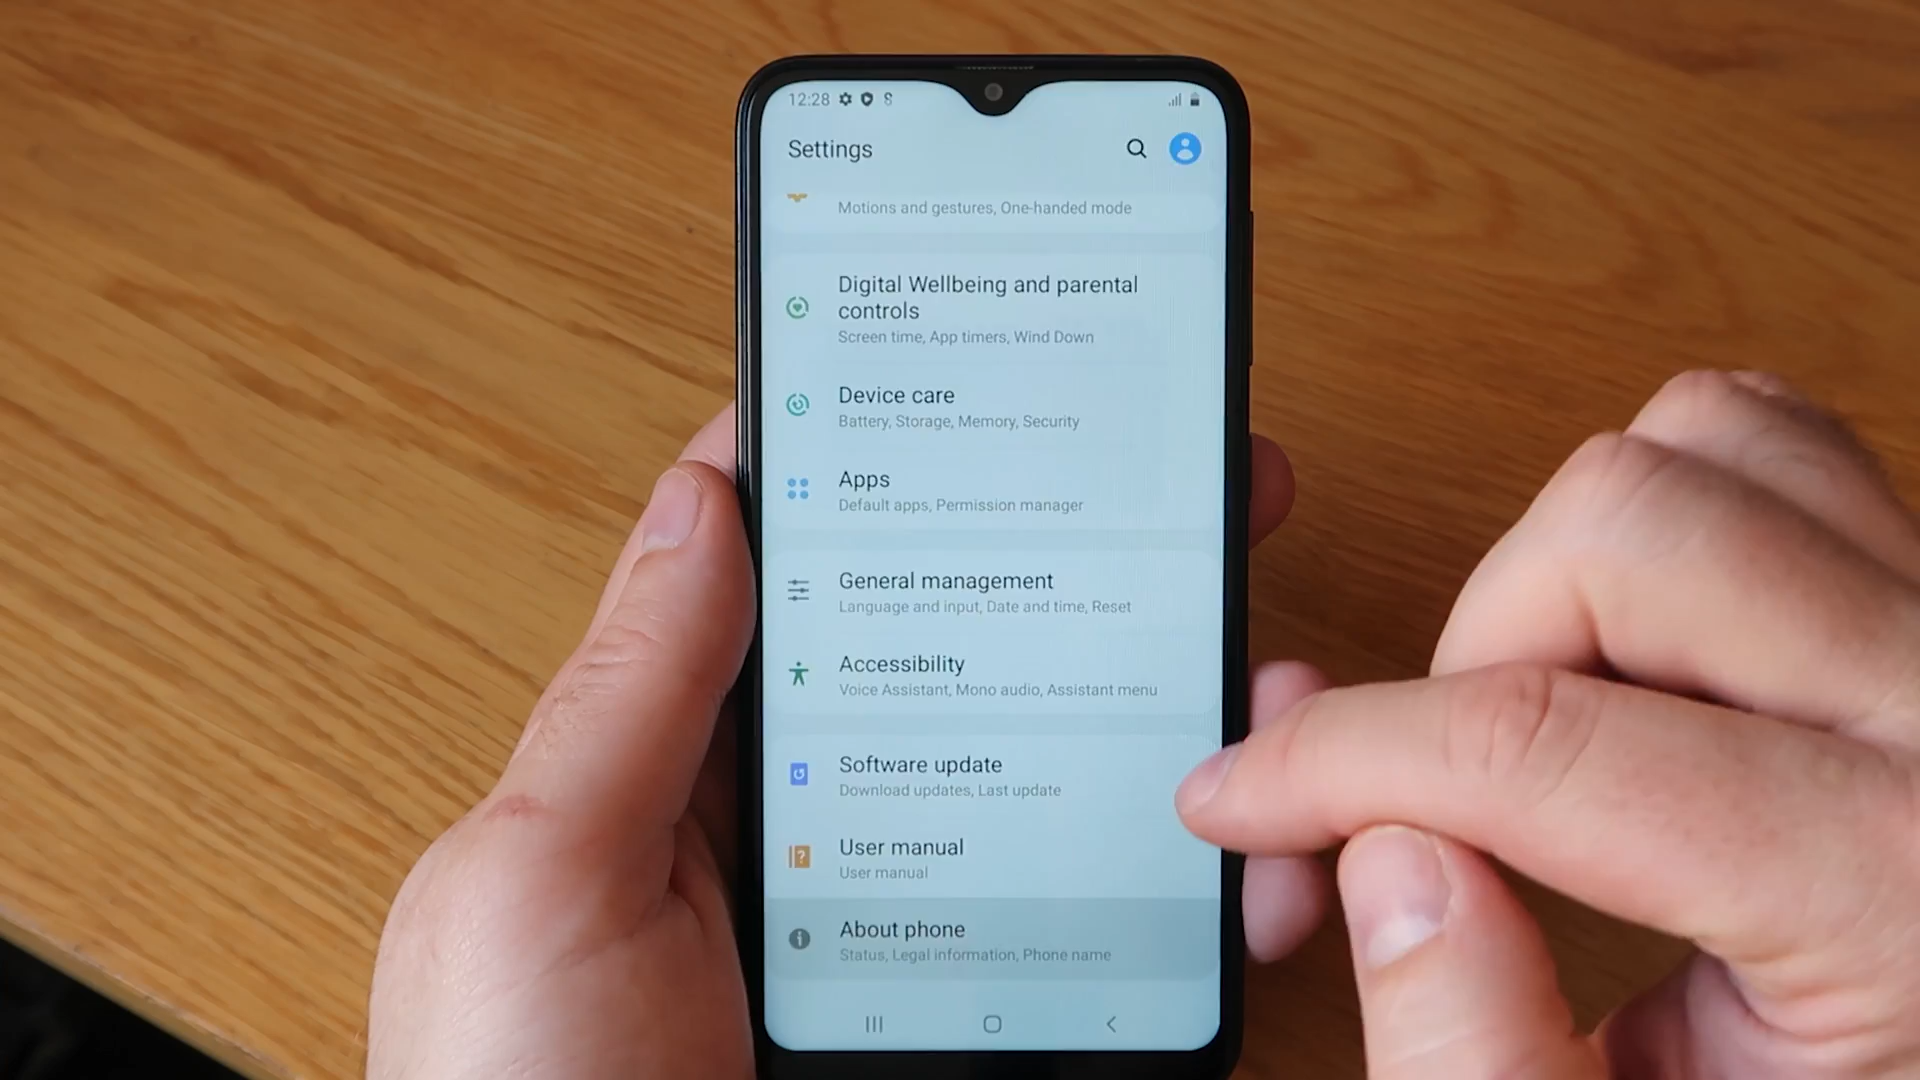 12:28
Settings
Motions and gestures, One-handed mode
Digital Wellbeing and parental
controls
Screen time, App timers, Wind Down
Device care
Battery, Storage, Memory, Security
Apps
Default apps, Permission manager
General management
Language and input, Date and time, Reset
Accessibility
Voice Assistant, Mono audio, Assistant menu
Software update
Download updates, Last update
User manual
User manual
About phone
Status, Legal information, Phone name